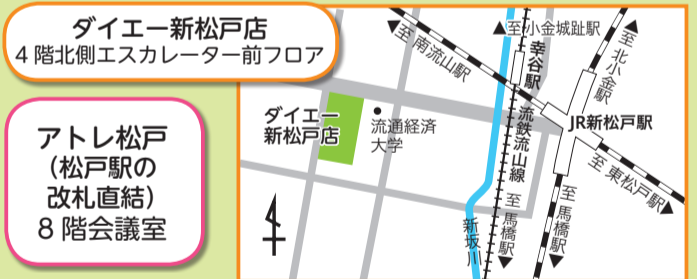 ダイエー新松戸店
4階北側エスカレーター前フロア
アトレ松戸
(松戸駅の
改札直結)
8階会議室
至南流山駅
至小金城趾駅
幸谷駅
至北小金駅
ダイエー
新松戸店
流通経済
大学
流鉄流山線
JR新松戸駅
至東松戸駅
新坂川
至馬橋駅
至馬橋駅